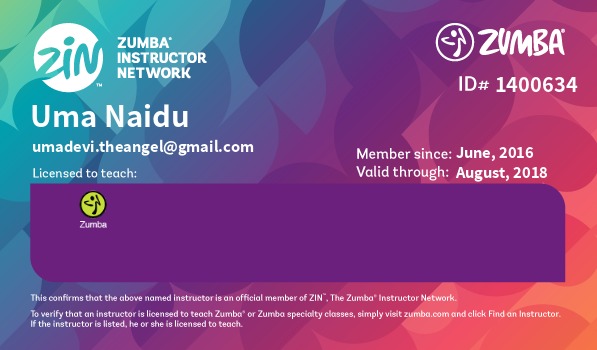 ZiN™
ZUMBA®
INSTRUCTOR
NETWORK
ZUMBA®
ID# 1400634
Uma Naidu
umadevi.theangel@gmail.com
Member since: June, 2016
Licensed to teach:
Valid through: August, 2018
Zumba
This confirms that the above named instructor is an official member of ZIN™, The Zumba® Instructor Network.
To verify that an instructor is licensed to teach Zumba® or Zumba specialty classes, simply visit zumba.com and click Find an Instructor.
If the instructor is listed, he or she is licensed to teach.